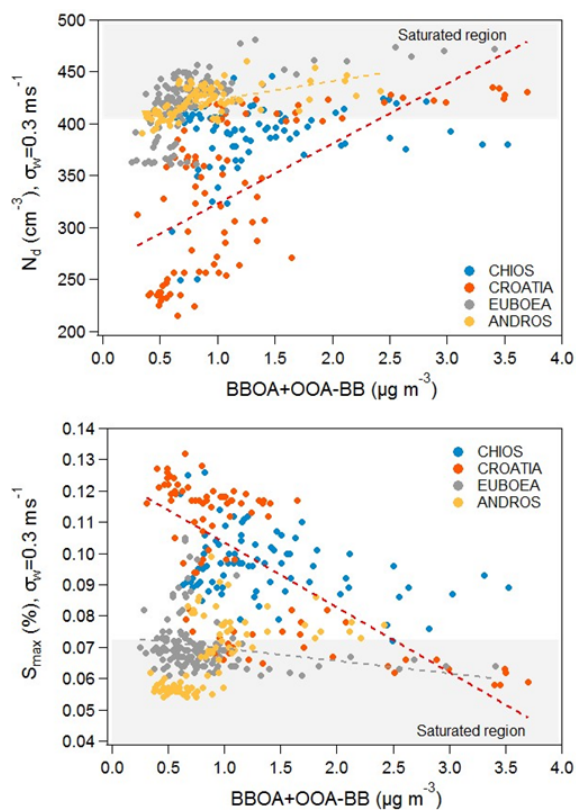 500
450
400
350
300
250
200
N_d (cm⁻³), σ_w=0.3 ms⁻¹
Saturated region
CHIOS
CROATIA
EUBOEA
ANDROS
0.0 0.5 1.0 1.5 2.0 2.5 3.0 3.5 4.0
BBOA+OOA-BB (µg m⁻³)
0.14
0.13
0.12
0.11
0.10
0.09
0.08
0.07
0.06
0.05
0.04
S_max (%), σ_w=0.3 ms⁻¹
CHIOS
CROATIA
EUBOEA
ANDROS
Saturated region
0.0 0.5 1.0 1.5 2.0 2.5 3.0 3.5 4.0
BBOA+OOA-BB (µg m⁻³)